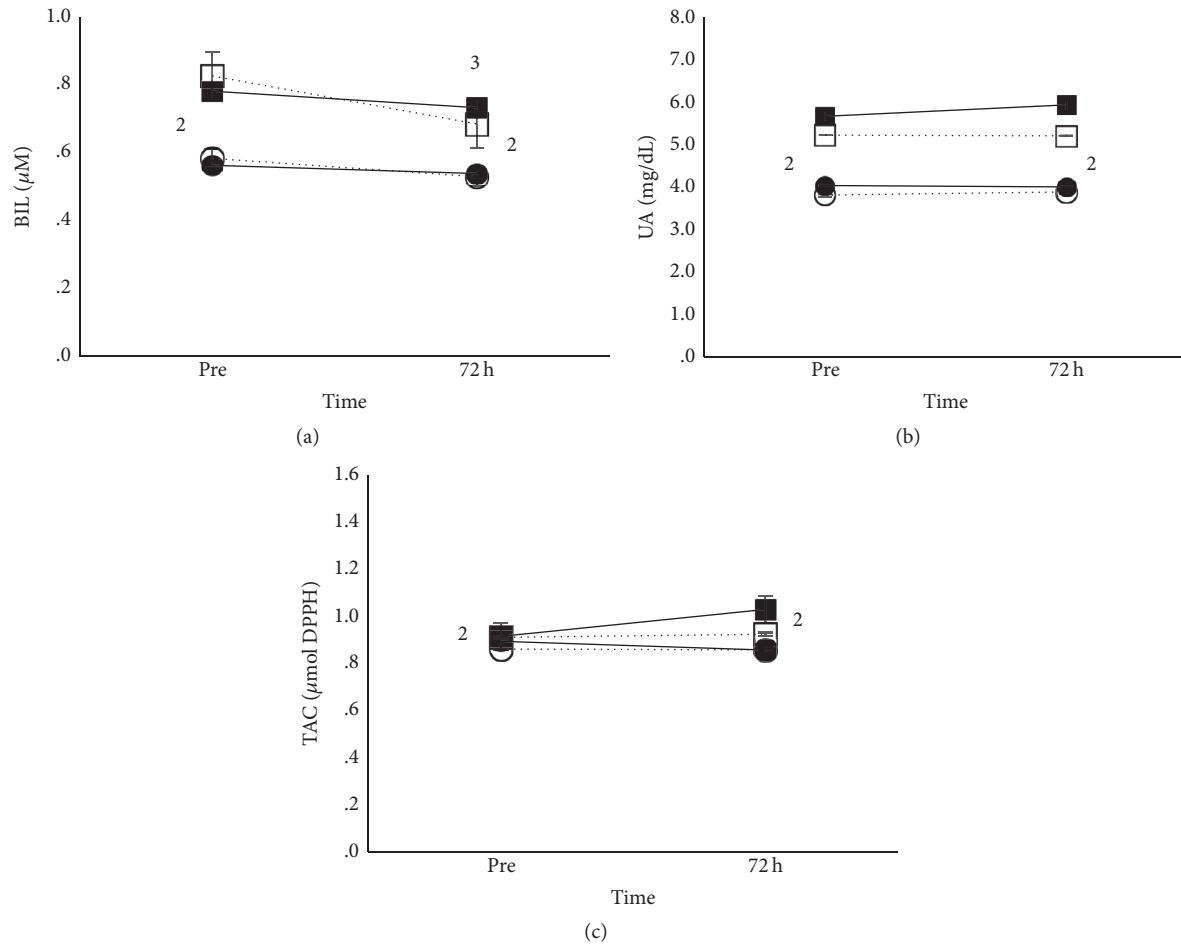 1.0
.8
.6
.4
.2
.0
BIL (μM)
3
2
2
Pre
72 h
Time
(a)
8.0
7.0
6.0
5.0
4.0
3.0
2.0
1.0
.0
UA (mg/dL)
2
2
Pre
72 h
Time
(b)
1.6
1.4
1.2
1.0
.8
.6
.4
.2
.0
TAC (μmol DPPH)
2
2
Pre
72 h
Time
(c)